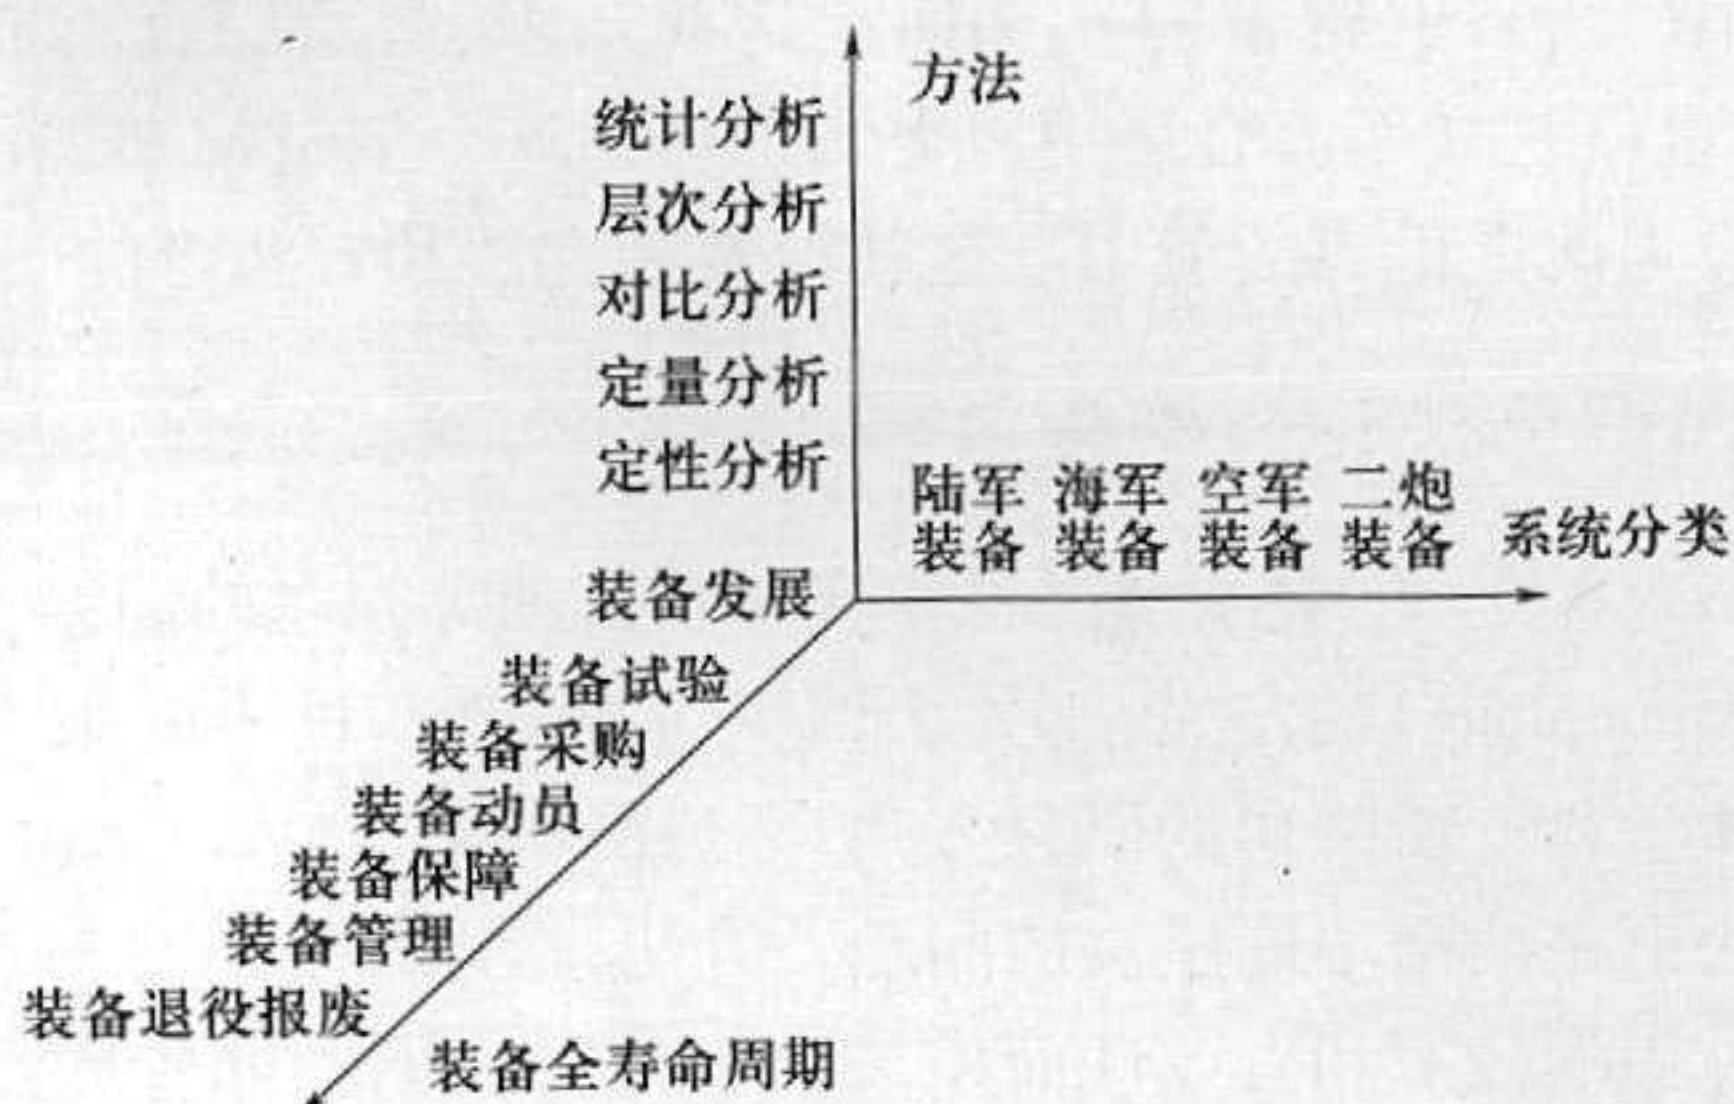 方法
统计分析
层次分析
对比分析
定量分析
定性分析
陆军 海军 空军 二炮
装备 装备 装备 装备
系统分类
装备发展
装备试验
装备采购
装备动员
装备保障
装备管理
装备退役报废
装备全寿命周期